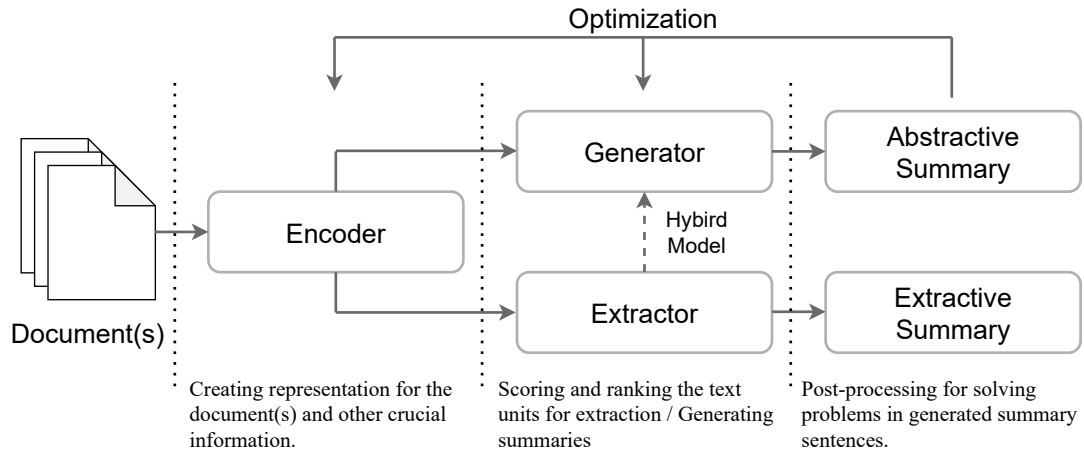 Optimization
Generator
Abstractive
Summary
Encoder
Hybird
Model
Extractor
Extractive
Summary
Document(s)
Creating representation for the
document(s) and other crucial
information.
Scoring and ranking the text
units for extraction / Generating
summaries
Post-processing for solving
problems in generated summary
sentences.